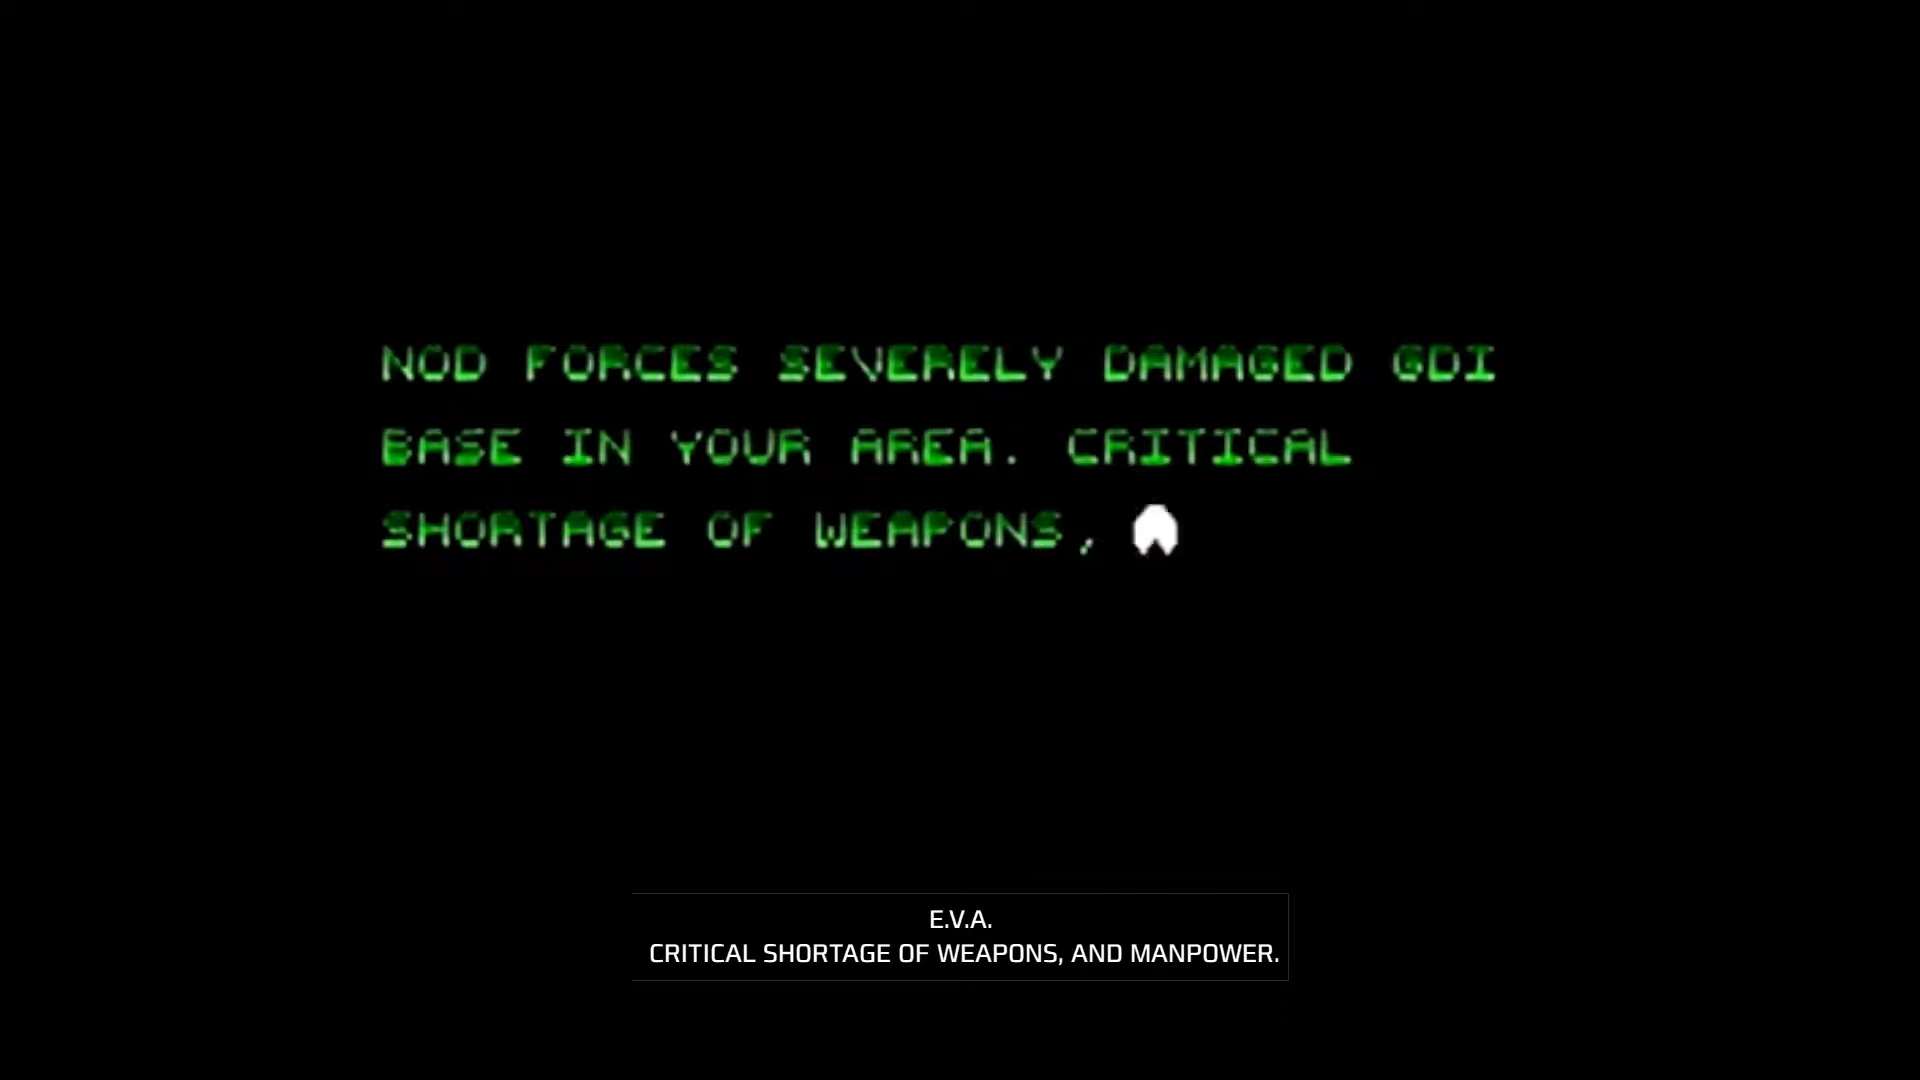 NOD FORCES SEVERELY DAMAGED GDI
BASE IN YOUR AREA. CRITICAL
SHORTAGE OF WEAPONS, A
E.V.A.
CRITICAL SHORTAGE OF WEAPONS, AND MANPOWER.